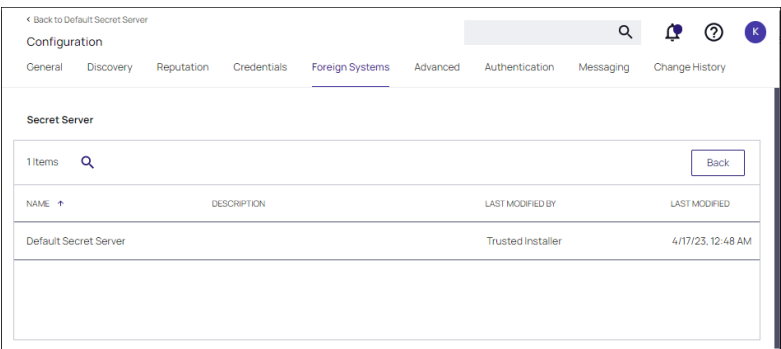 Back to Default Secret Server
Configuration
K
General Discovery Reputation Credentials Foreign Systems Advanced Authentication Messaging Change History
Secret Server
1 Items
Back
NAME DESCRIPTION LAST MODIFIED BY LAST MODIFIED
Default Secret Server Trusted Installer 4/17/23, 12:48 AM